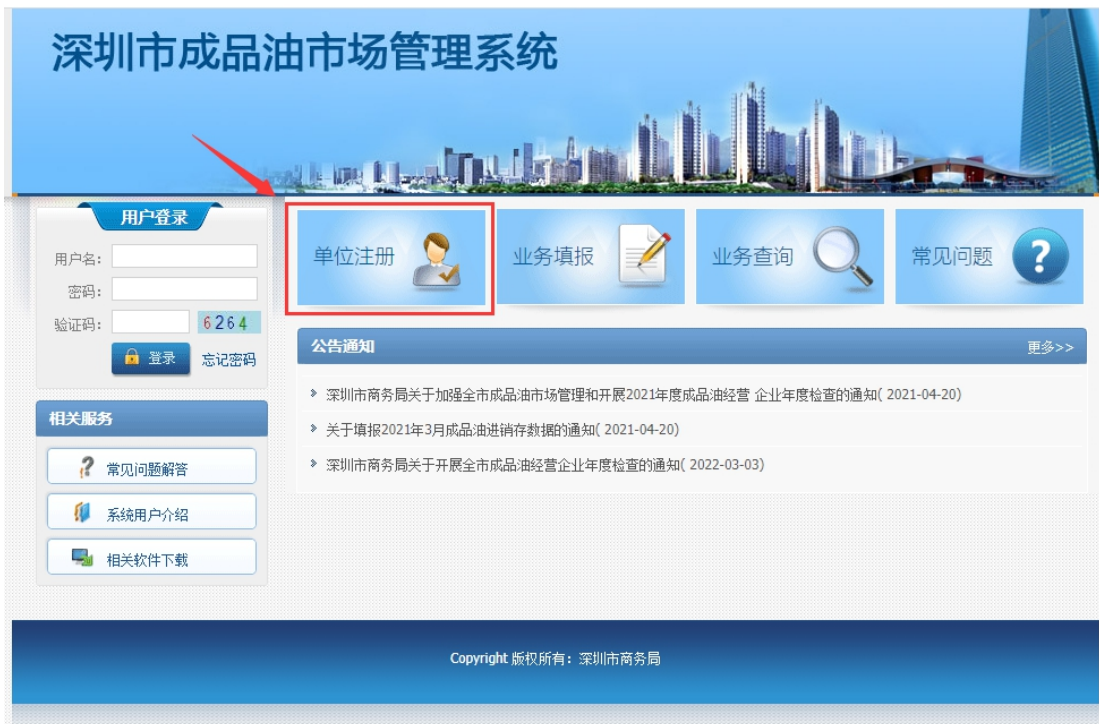 深圳市成品油市场管理系统
用户登录
用户名:
密码:
验证码: 6264
登录 忘记密码
单位注册
业务填报
业务查询
常见问题
?
公告通知 更多>>
深圳市商务局关于加强全市成品油市场管理和开展2021年度成品油经营 企业年度检查的通知( 2021-04-20)
关于填报2021年3月成品油进销存数据的通知( 2021-04-20)
深圳市商务局关于开展全市成品油经营企业年度检查的通知( 2022-03-03)
相关服务
? 常见问题解答
系统用户介绍
相关软件下载
Copyright 版权所有：深圳市商务局